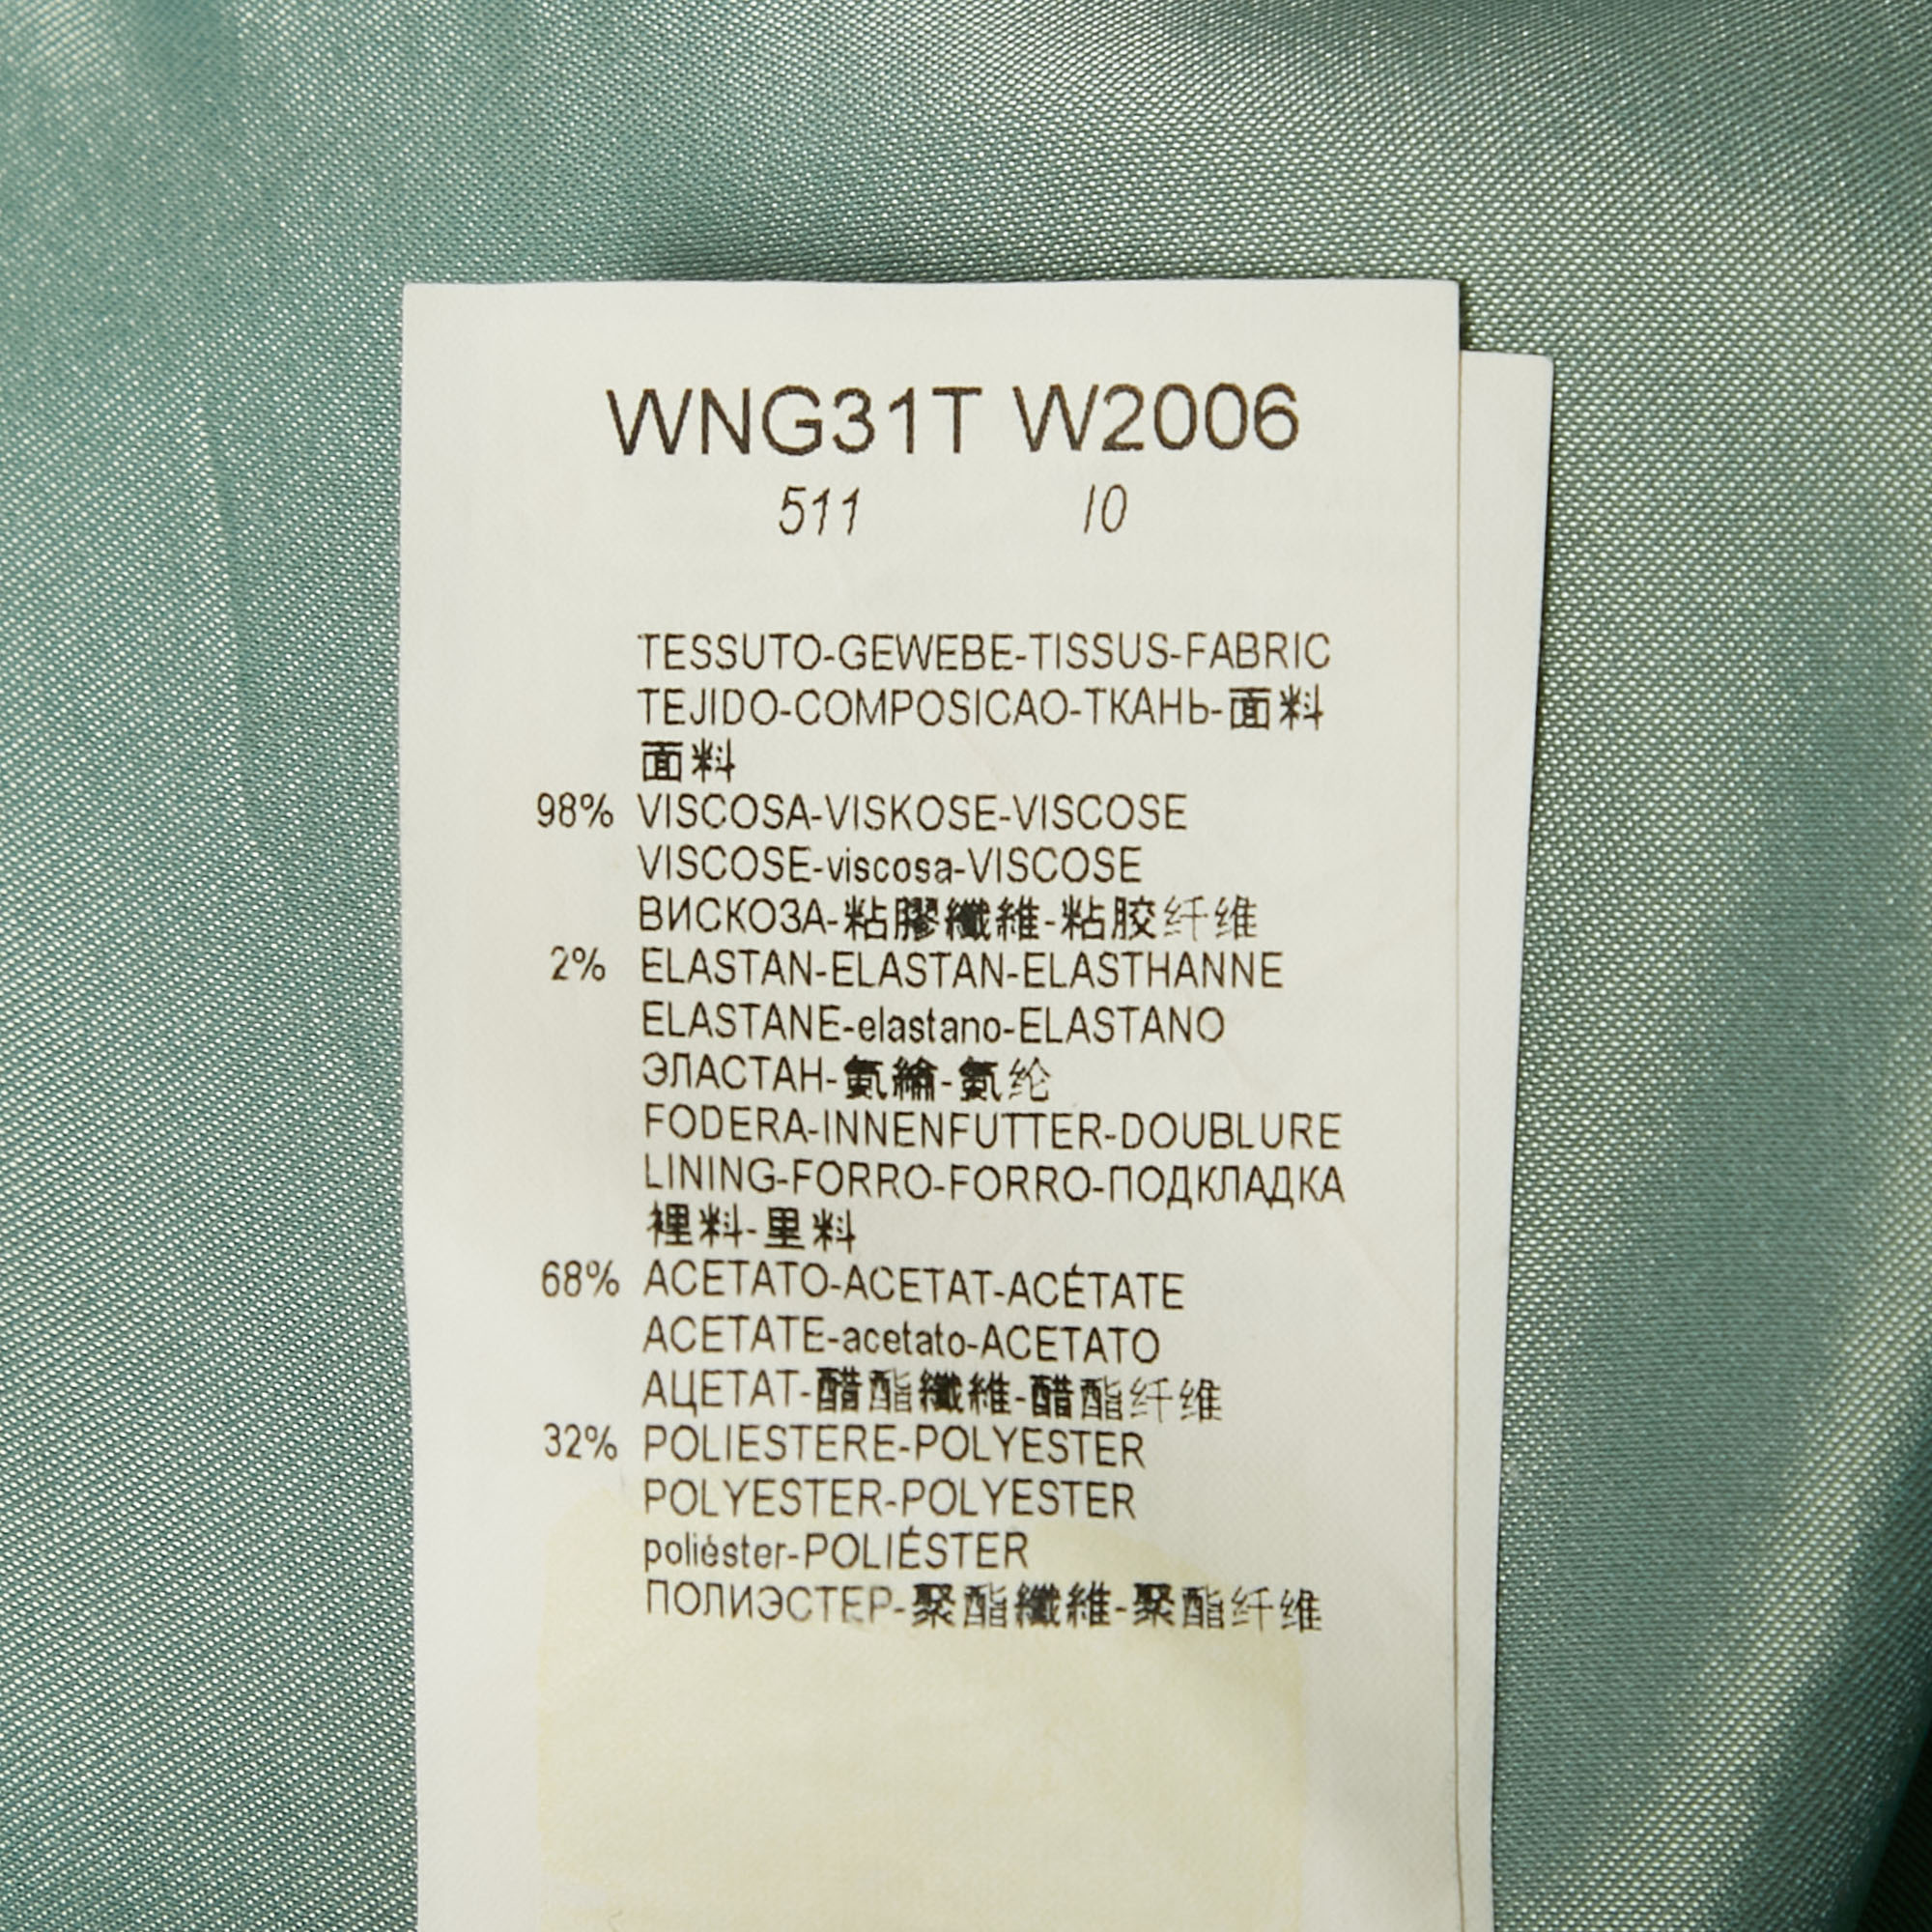 WNG31T W2006
511 10
TESSUTO-GEWEBE-TISSUS-FABRIC
TEJIDO-COMPOSICAO-ТКАНЬ-面料
面料
98% VISCOSA-VISKOSE-VISCOSE
VISCOSE-viscosa-VISCOSE
ВИСКОЗА-粘膠纖維-粘胶纤维
2% ELASTAN-ELASTAN-ELASTHANNE
ELASTANE-elastano-ELASTANO
ЭЛАСТАН-氨綸-氨纶
FODERA-INNENFUTTER-DOUBLURE
LINING-FORRO-FORRO-ПОДКЛАДКА
裡料-里料
68% ACETATO-ACETAT-ACÉTATE
ACETATE-acetato-ACETATO
АЦЕТАТ-醋酯纖維-醋酯纤维
32% POLIESTERE-POLYESTER
POLYESTER-POLYESTER
poliéster-POLIÉSTER
ПОЛИЭСТЕР-聚酯纖維-聚酯纤维